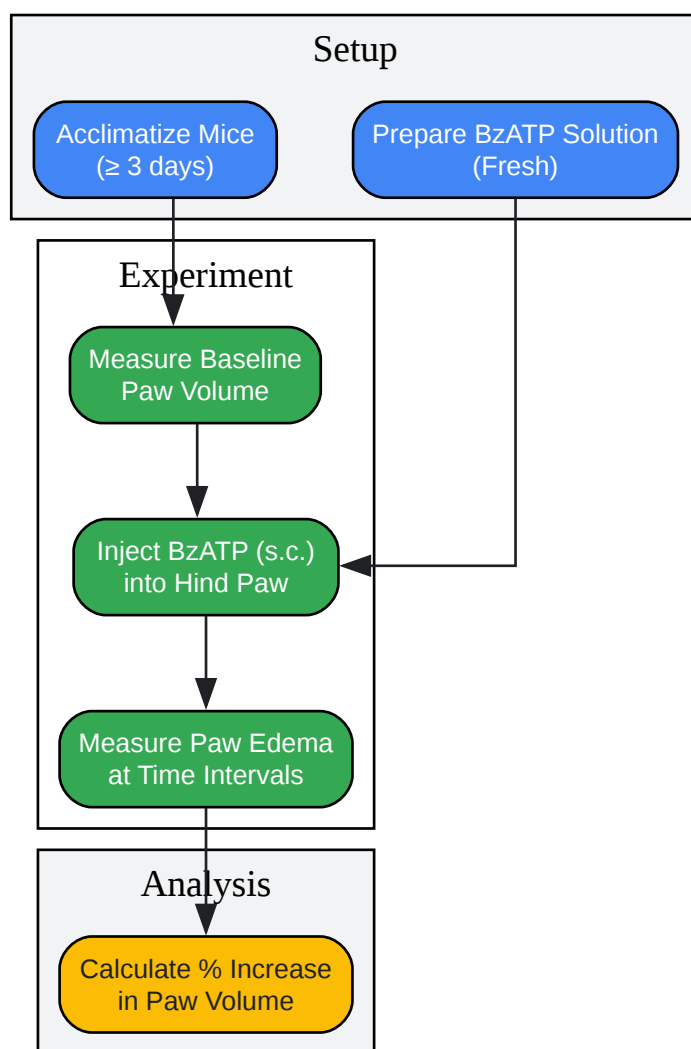 Setup
Acclimatize Mice
(≥ 3 days)
Prepare BzATP Solution
(Fresh)
Experiment
Measure Baseline
Paw Volume
Inject BzATP (s.c.)
into Hind Paw
Measure Paw Edema
at Time Intervals
Analysis
Calculate % Increase
in Paw Volume